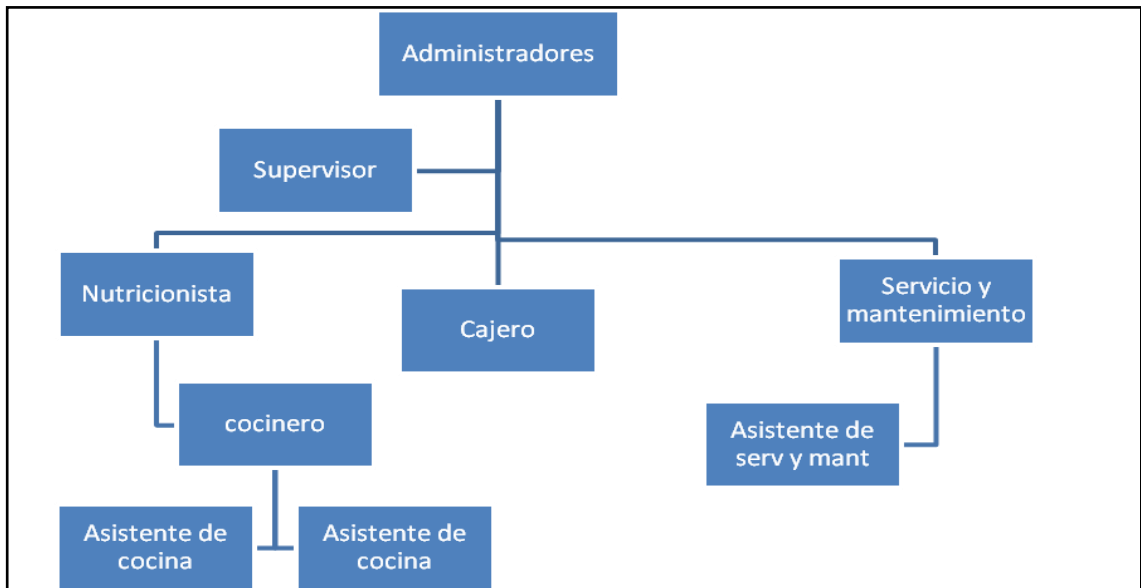 Administradores
Supervisor
Nutricionista
Cajero
Servicio y
mantenimiento
cocinero
Asistente de
serv y mant
Asistente de
cocina
Asistente de
cocina